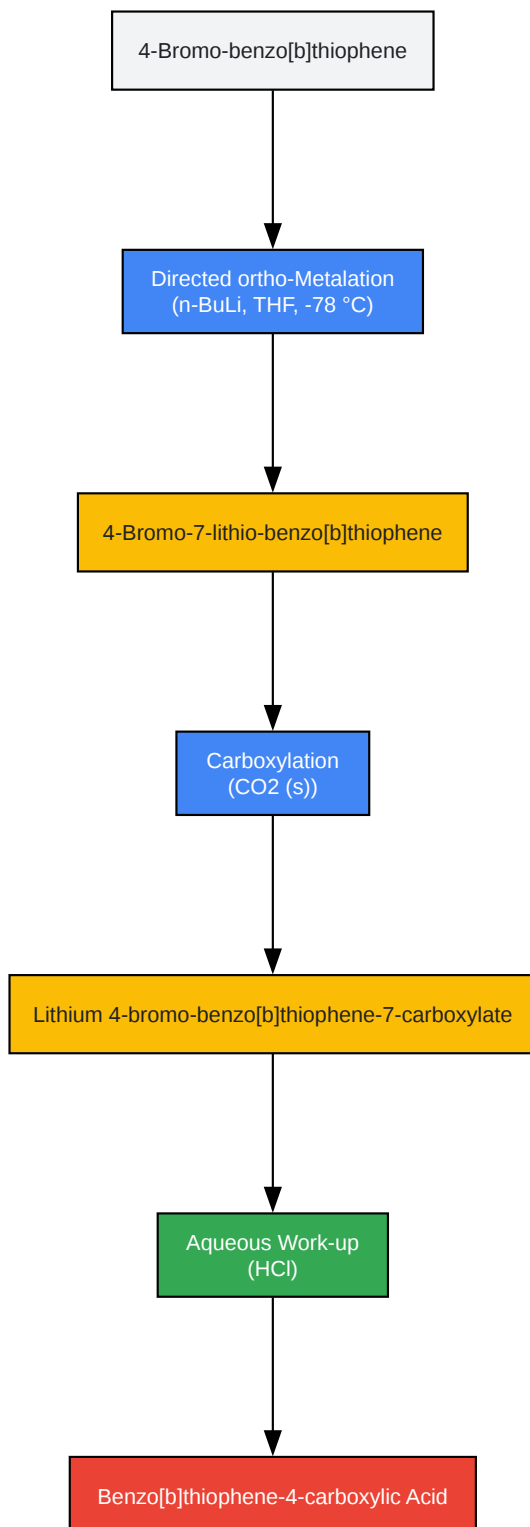 4-Bromo-benzo[b]thiophene
Directed ortho-Metalation
(n-BuLi, THF, -78 °C)
4-Bromo-7-lithio-benzo[b]thiophene
Carboxylation
(CO2 (s))
Lithium 4-bromo-benzo[b]thiophene-7-carboxylate
Aqueous Work-up
(HCl)
Benzo[b]thiophene-4-carboxylic Acid